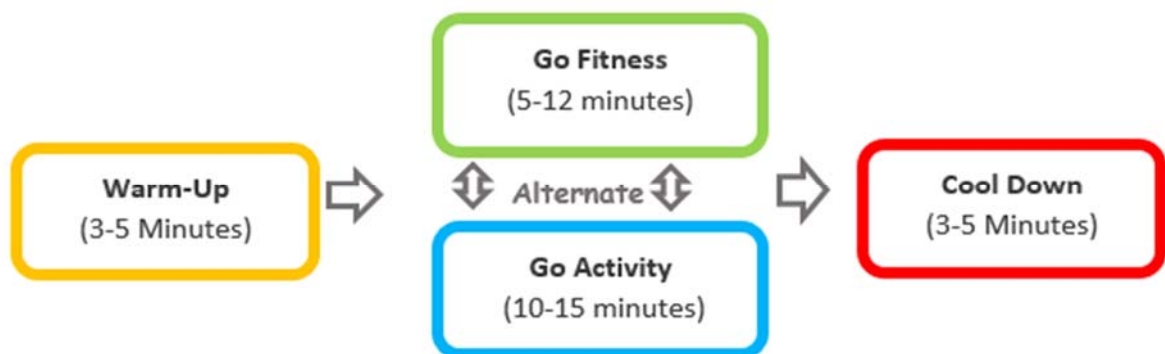 Go Fitness
(5-12 minutes)
Warm-Up
(3-5 Minutes)
Alternate
Cool Down
(3-5 Minutes)
Go Activity
(10-15 minutes)